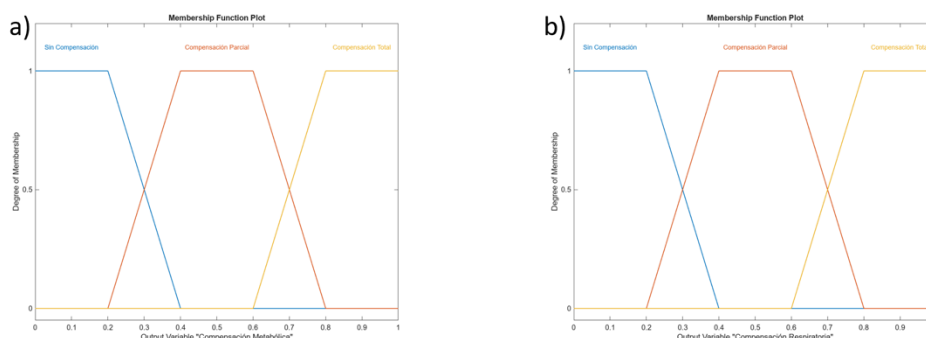 a)
Membership Function Plot
Sin Compensación Compensación Parcial Compensación Total
1
0.5
0
Degree of Membership
0 0.1 0.2 0.3 0.4 0.5 0.6 0.7 0.8 0.9 1
Output Variable "Compensación Metabólica"
b)
Membership Function Plot
Sin Compensación Compensación Parcial Compensación Total
1
0.5
0
Degree of Membership
0 0.1 0.2 0.3 0.4 0.5 0.6 0.7 0.8 0.9
Output Variable "Compensación Respiratoria"